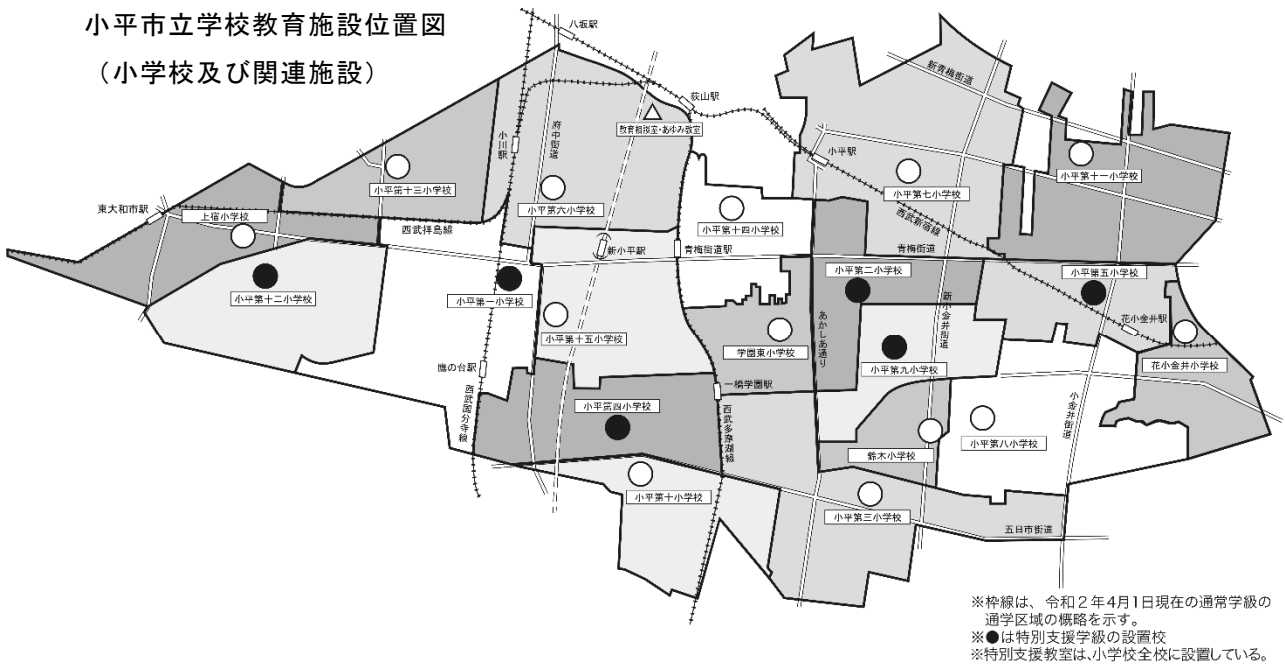 小平市立学校教育施設位置図
（小学校及び関連施設）
八坂駅
萩山駅
新青梅街道
教育相談室・あゆみ教室
小川駅
府中街道
小平駅
小平第十三小学校
小平第六小学校
小平第七小学校
小平第十一小学校
東大和市駅
上宿小学校
西武拝島線
小平第十四小学校
西武新宿線
新小平駅
青梅街道駅
青梅街道
小平第十二小学校
小平第一小学校
小平第二小学校
小平第五小学校
小平第十五小学校
学園東小学校
あかしあ通り
新小金井街道
花小金井駅
小平第九小学校
花小金井小学校
鷹の台駅
一橋学園駅
西武国分寺線
小平第四小学校
西武多摩湖線
小金井街道
小平第八小学校
鈴木小学校
小平第十小学校
小平第三小学校
五日市街道
※枠線は、令和２年4月1日現在の通常学級の
通学区域の概略を示す。
※●は特別支援学級の設置校
※特別支援教室は、小学校全校に設置している。